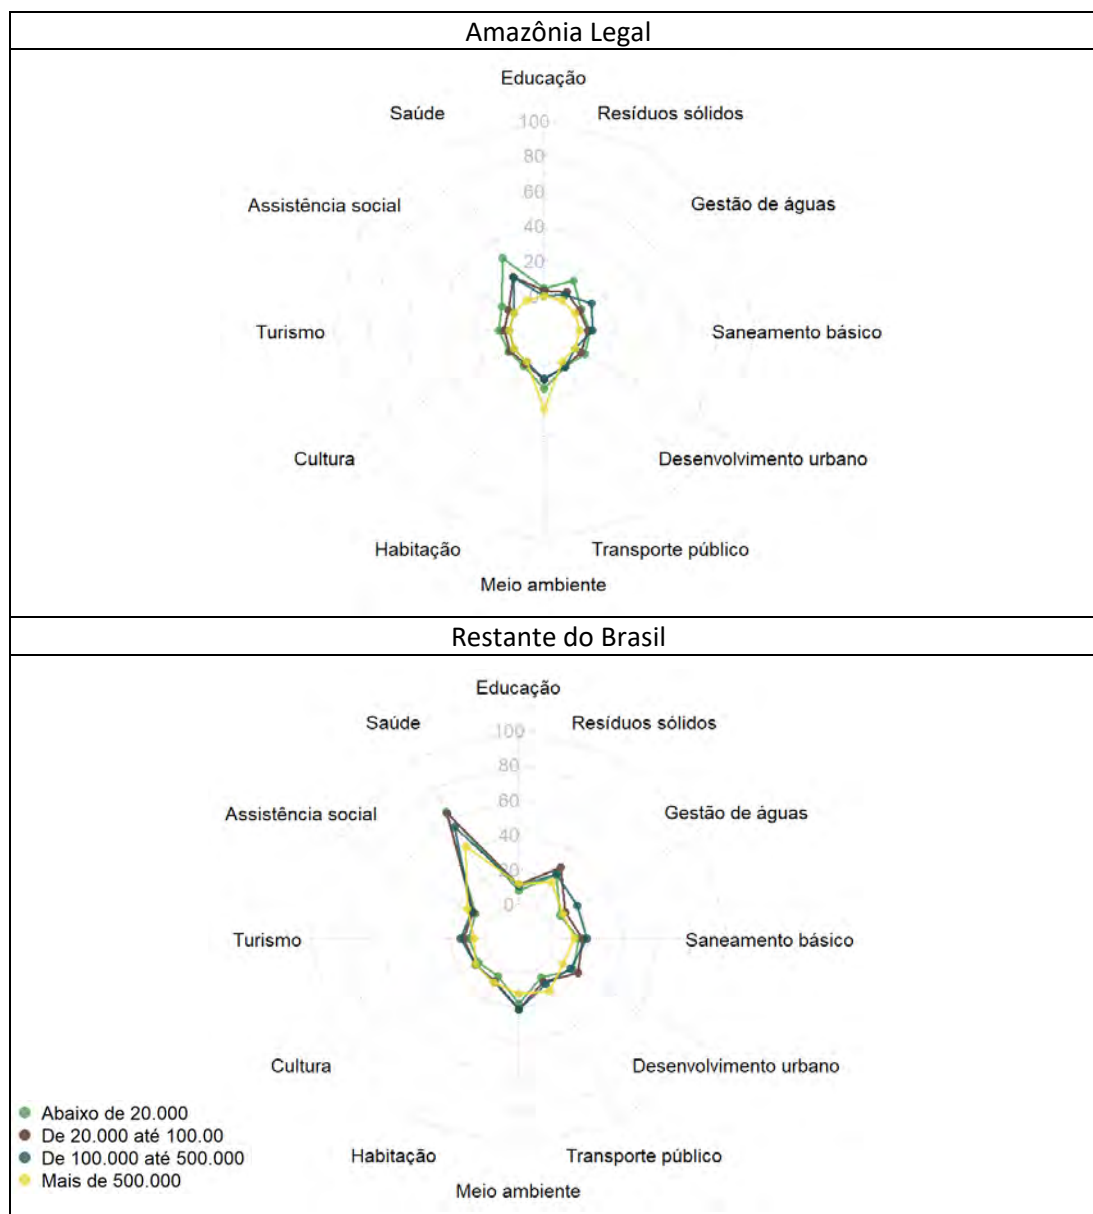 Amazônia Legal
Educação
Saúde
Resíduos sólidos
100
80
60
40
20
0
Assistência social
Gestão de águas
Turismo
Saneamento básico
Cultura
Desenvolvimento urbano
Habitação
Transporte público
Meio ambiente
Restante do Brasil
Educação
Saúde
Resíduos sólidos
100
80
60
40
20
0
Assistência social
Gestão de águas
Turismo
Saneamento básico
Cultura
Desenvolvimento urbano
Abaixo de 20.000
De 20.000 até 100.00
De 100.000 até 500.000
Mais de 500.000
Habitação
Transporte público
Meio ambiente